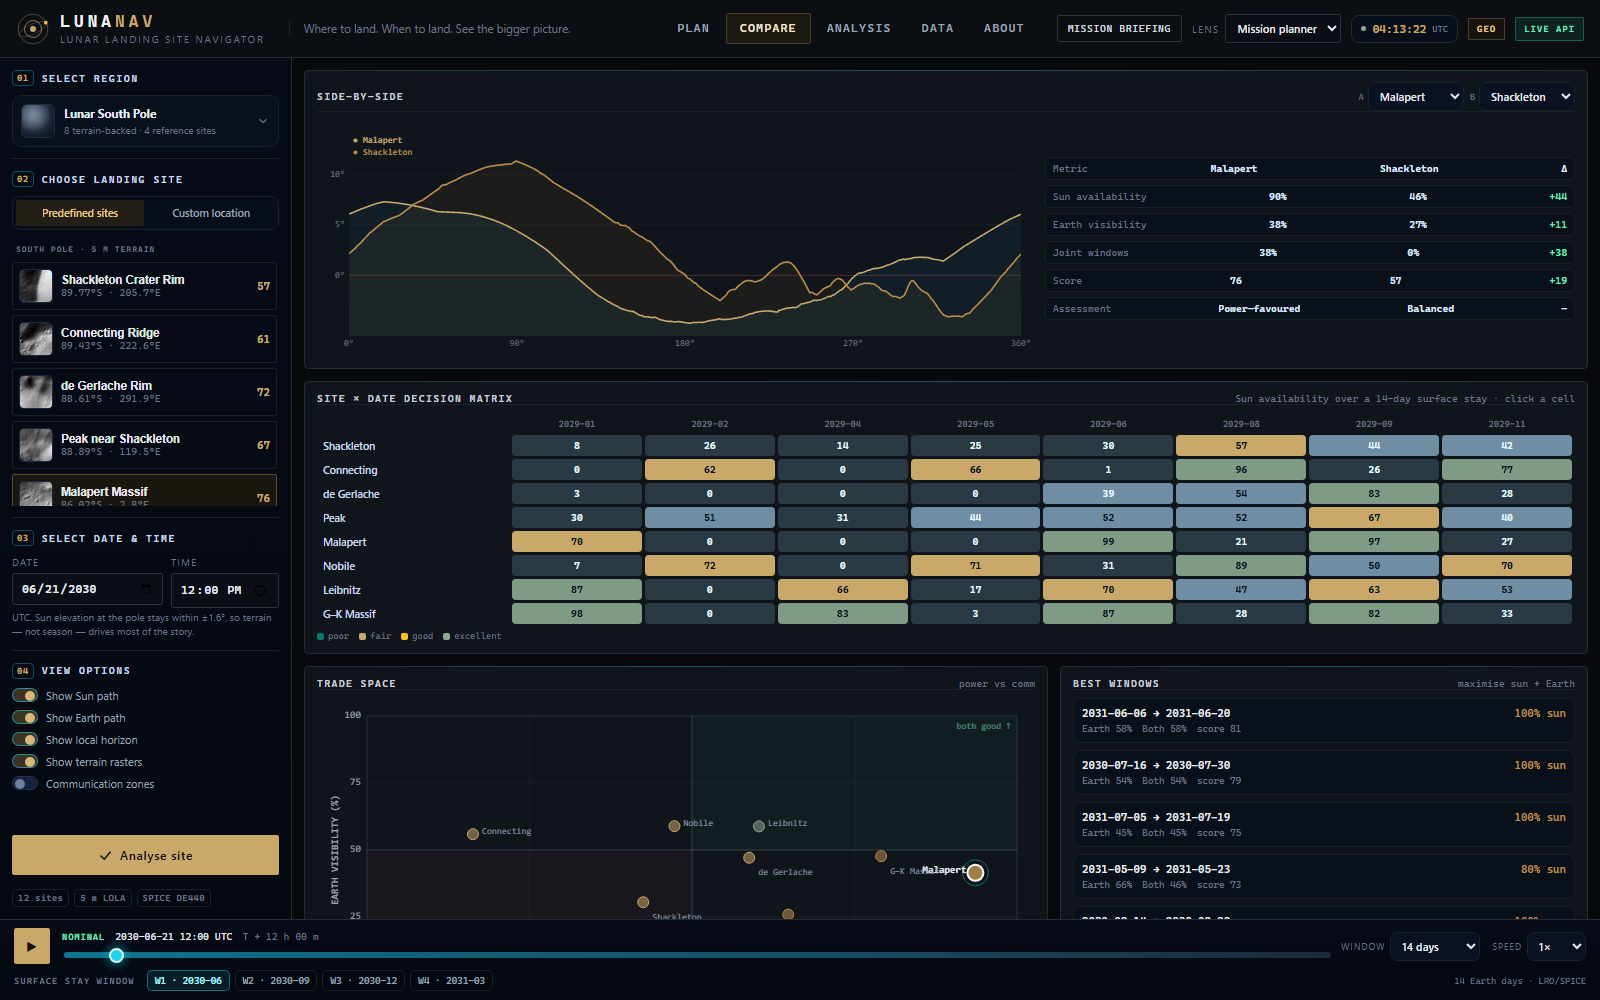 LUNANAV
LUNAR LANDING SITE NAVIGATOR
Where to land. When to land. See the bigger picture.
PLAN
COMPARE
ANALYSIS
DATA
ABOUT
MISSION BRIEFING
LENS
Mission planner
04:13:22 UTC
GEO
LIVE API
01 SELECT REGION
Lunar South Pole
8 terrain-backed · 4 reference sites
02 CHOOSE LANDING SITE
Predefined sites
Custom location
SOUTH POLE · 5 M TERRAIN
Shackleton Crater Rim
89.77°S · 205.7°E
57
Connecting Ridge
89.43°S · 222.6°E
61
de Gerlache Rim
88.61°S · 291.9°E
72
Peak near Shackleton
88.89°S · 119.5°E
67
Malapert Massif
86.02°S · 2.8°E
76
03 SELECT DATE & TIME
DATE
TIME
06/21/2030
12:00 PM
UTC. Sun elevation at the pole stays within ±1.6°, so terrain
— not season — drives most of the story.
04 VIEW OPTIONS
Show Sun path
Show Earth path
Show local horizon
Show terrain rasters
Communication zones
✓ Analyse site
12 sites
5 m LOLA
SPICE DE440
SIDE-BY-SIDE
A Malapert
B Shackleton
Malapert
Shackleton
10°
5°
0°
0° 90° 180° 270° 360°
Metric Malapert Shackleton Δ
Sun availability 90% 46% +44
Earth visibility 38% 27% +11
Joint windows 38% 0% +38
Score 76 57 +19
Assessment Power-favoured Balanced —
SITE × DATE DECISION MATRIX
Sun availability over a 14-day surface stay · click a cell
2029-01 2029-02 2029-04 2029-05 2029-06 2029-08 2029-09 2029-11
Shackleton 8 26 14 25 30 57 44 42
Connecting 0 62 0 66 1 96 26 77
de Gerlache 3 0 0 0 39 54 83 28
Peak 30 51 31 44 52 52 67 40
Malapert 70 0 0 0 99 21 97 27
Nobile 7 72 0 71 31 89 50 70
Leibnitz 87 0 66 17 70 47 63 53
G-K Massif 98 0 83 3 87 28 82 33
poor fair good excellent
TRADE SPACE
power vs comm
100
75
50
25
EARTH VISIBILITY (%)
both good ↑
Connecting
Nobile
Leibnitz
de Gerlache
G-K
Malapert
Shackleton
BEST WINDOWS
maximise sun + Earth
2031-06-06 → 2031-06-20
100% sun
Earth 58% Both 58% score 81
2030-07-16 → 2030-07-30
100% sun
Earth 54% Both 54% score 79
2031-07-05 → 2031-07-19
100% sun
Earth 45% Both 45% score 75
2031-05-09 → 2031-05-23
80% sun
Earth 66% Both 46% score 73
NOMINAL 2030-06-21 12:00 UTC T + 12 h 00 m
WINDOW 14 days
SPEED 1×
SURFACE STAY WINDOW
W1 · 2030-06
W2 · 2030-09
W3 · 2030-12
W4 · 2031-03
14 Earth days · LRO/SPICE